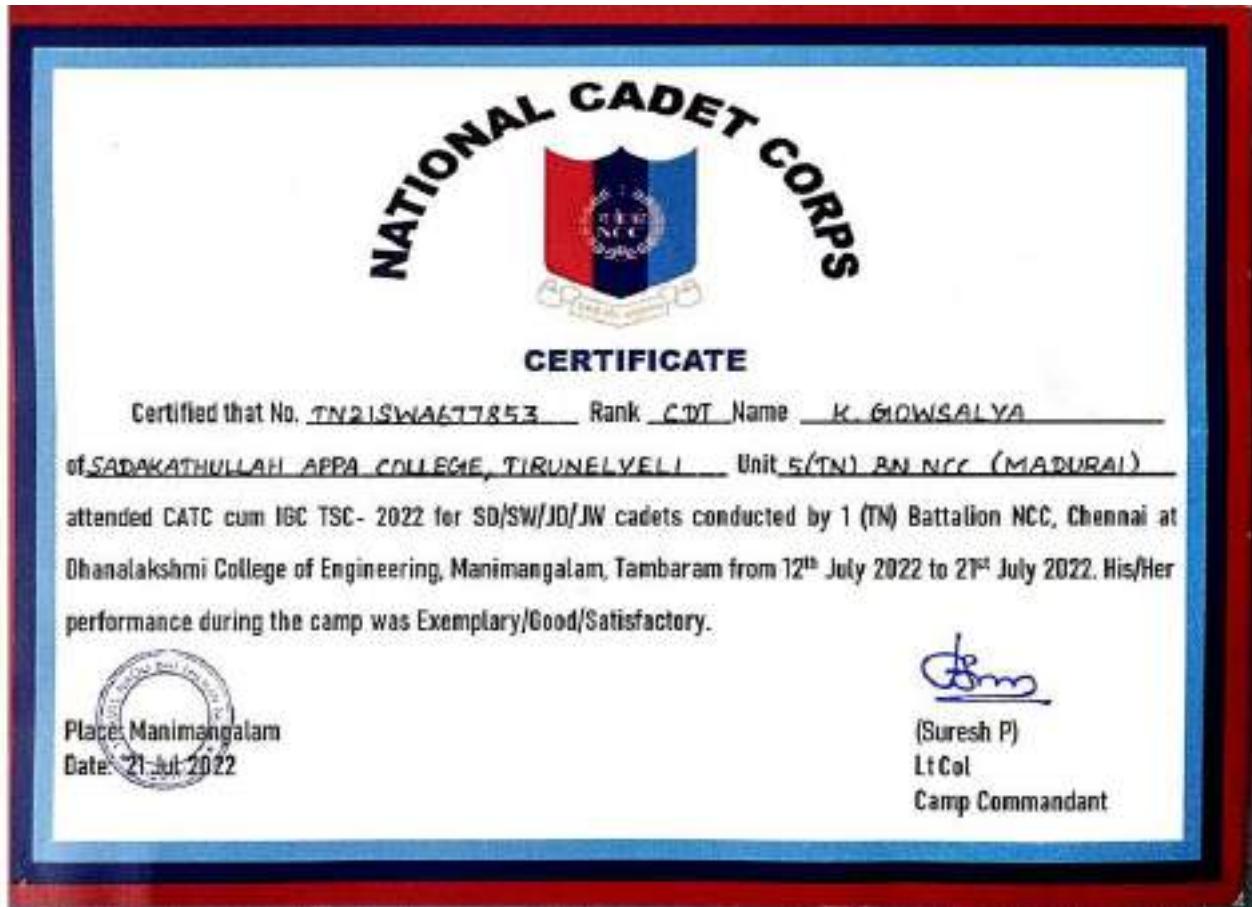 NATIONAL CADET CORPS
NCC
CERTIFICATE
Certified that No. TN21SWA677853 Rank CDT Name K. GOWSALYA
of SADAKATHULLAH APPA COLLEGE, TIRUNELVELI Unit 5(TN) BN NCC (MADURAI)
attended CATC cum IGC TSC- 2022 for SD/SW/JD/JW cadets conducted by 1 (TN) Battalion NCC, Chennai at
Dhanalakshmi College of Engineering, Manimangalam, Tambaram from 12th July 2022 to 21st July 2022. His/Her
performance during the camp was Exemplary/Good/Satisfactory.
Place: Manimangalam
Date: 21 Jul 2022
(Suresh P)
Lt Col
Camp Commandant